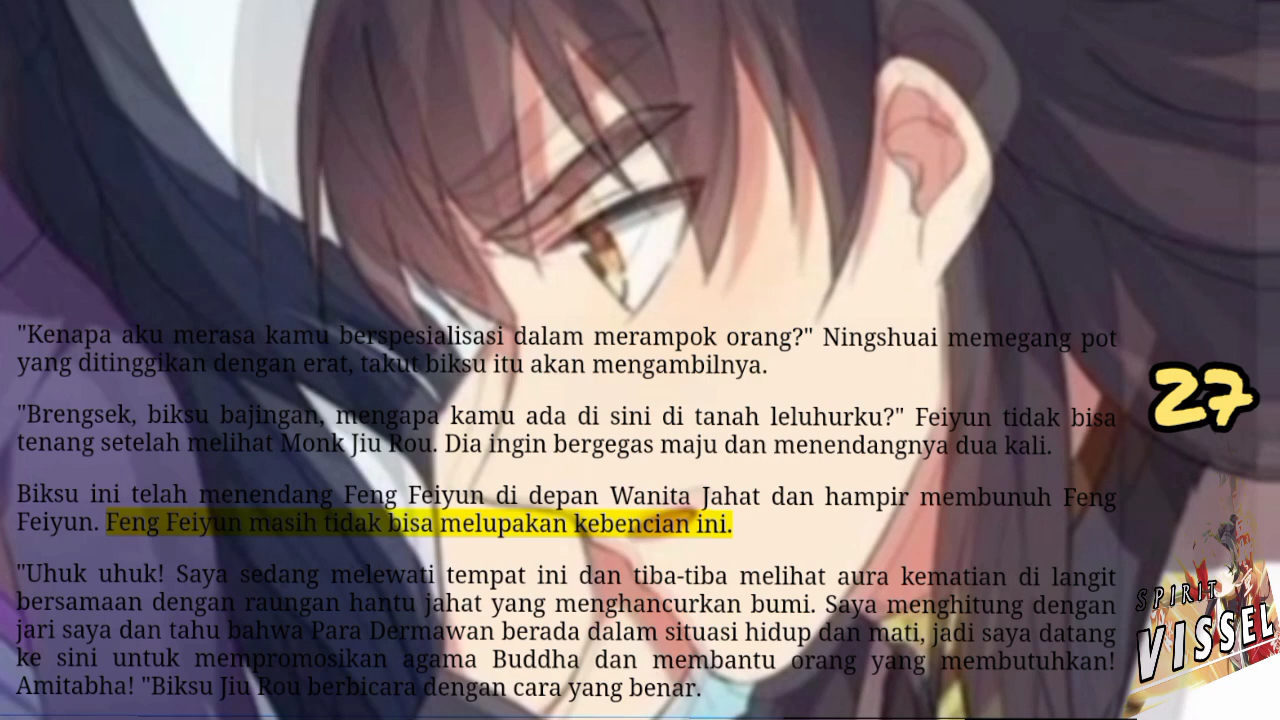 "Kenapa aku merasa kamu berspesialisasi dalam merampok orang?" Ningshuai memegang pot
yang ditinggikan dengan erat, takut biksu itu akan mengambilnya.
"Brengsek, biksu bajingan, mengapa kamu ada di sini di tanah leluhurku?" Feiyun tidak bisa
tenang setelah melihat Monk Jiu Rou. Dia ingin bergegas maju dan menendangnya dua kali.
Biksu ini telah menendang Feng Feiyun di depan Wanita Jahat dan hampir membunuh Feng
Feiyun. Feng Feiyun masih tidak bisa melupakan kebencian ini.
"Uhuk uhuk! Saya sedang melewati tempat ini dan tiba-tiba melihat aura kematian di langit
bersamaan dengan raungan hantu jahat yang menghancurkan bumi. Saya menghitung dengan
jari saya dan tahu bahwa Para Dermawan berada dalam situasi hidup dan mati, jadi saya datang
ke sini untuk mempromosikan agama Buddha dan membantu orang yang membutuhkan!
Amitabha! "Biksu Jiu Rou berbicara dengan cara yang benar.
27
SPIRIT
VISSEL